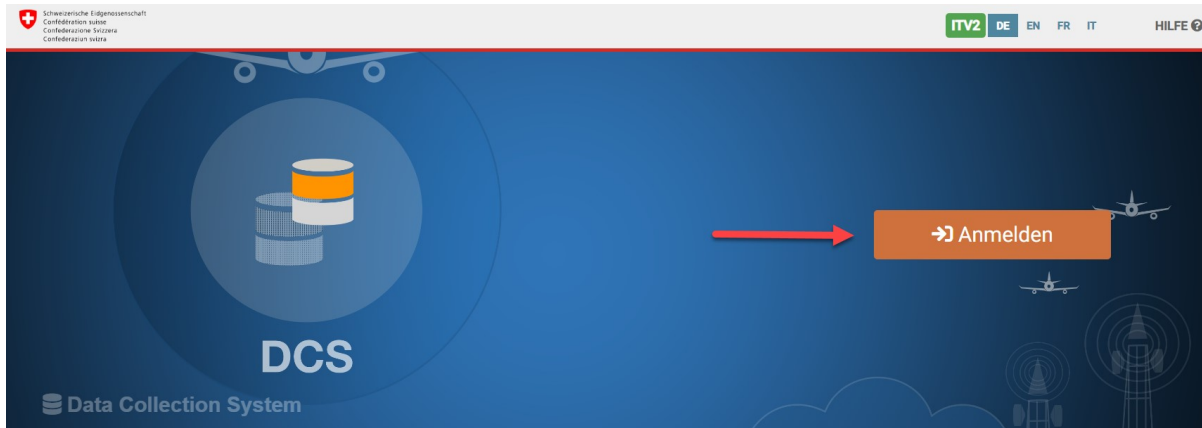 Schweizerische Eidgenossenschaft
Confédération suisse
Confederazione Svizzera
Confederaziun svizra
ITV2 DE EN FR IT HILFE
Anmelden
DCS
Data Collection System